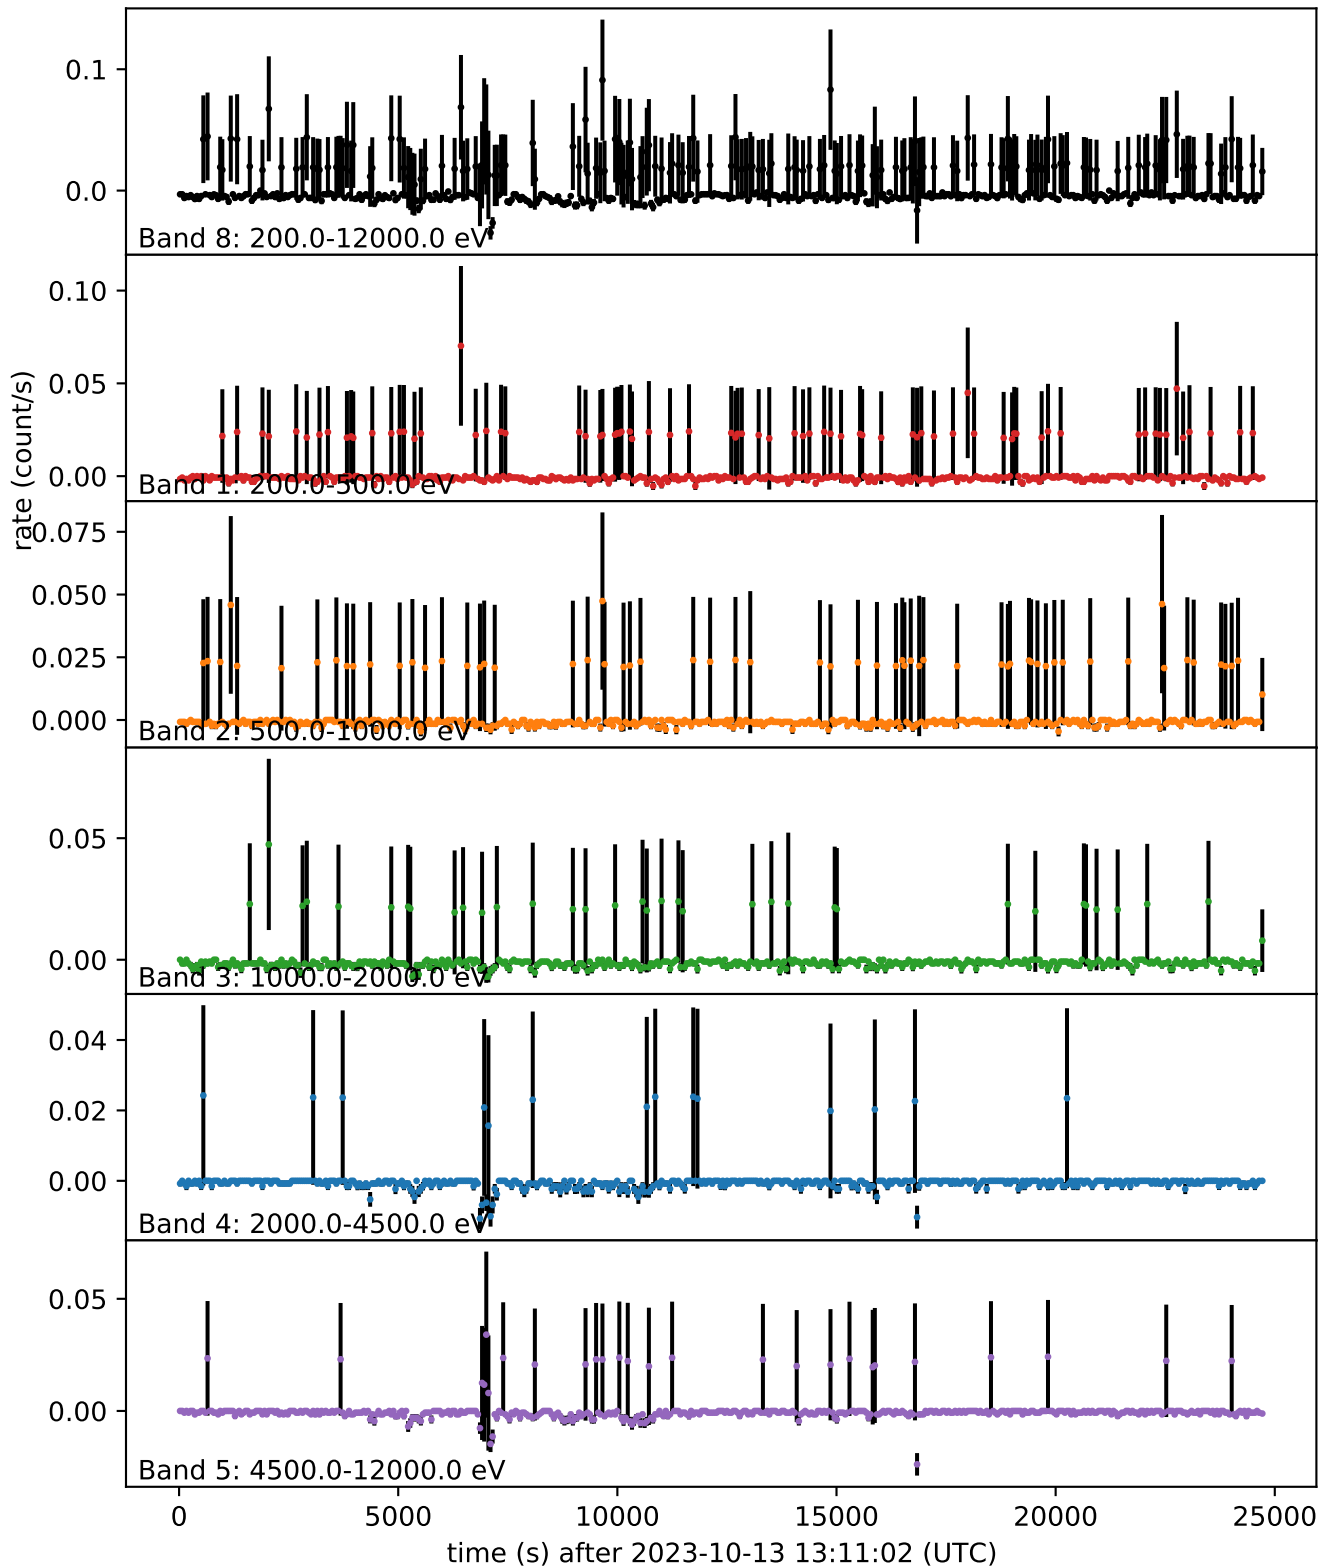 0.1
0.0
Band 8: 200.0-12000.0 eV
0.10
0.05
0.00
Band 1: 200.0-500.0 eV
rate (count/s)
0.075
0.050
0.025
0.000
Band 2: 500.0-1000.0 eV
0.05
0.00
Band 3: 1000.0-2000.0 eV
0.04
0.02
0.00
Band 4: 2000.0-4500.0 eV
0.05
0.00
Band 5: 4500.0-12000.0 eV
0 5000 10000 15000 20000 25000
time (s) after 2023-10-13 13:11:02 (UTC)